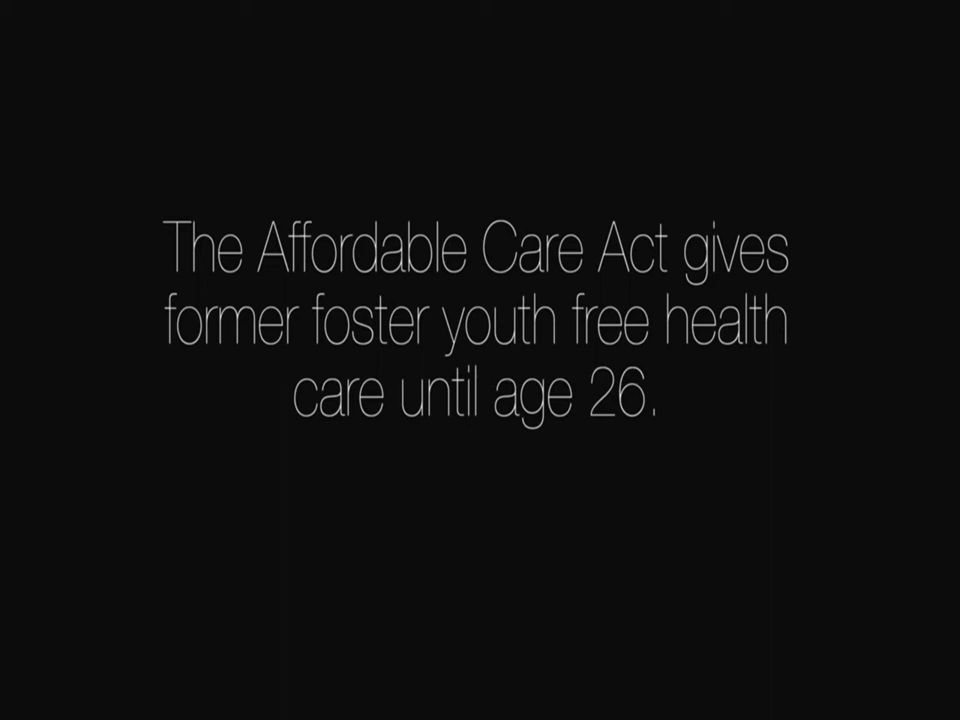 The Affordable Care Act gives
former foster youth free health
care until age 26.